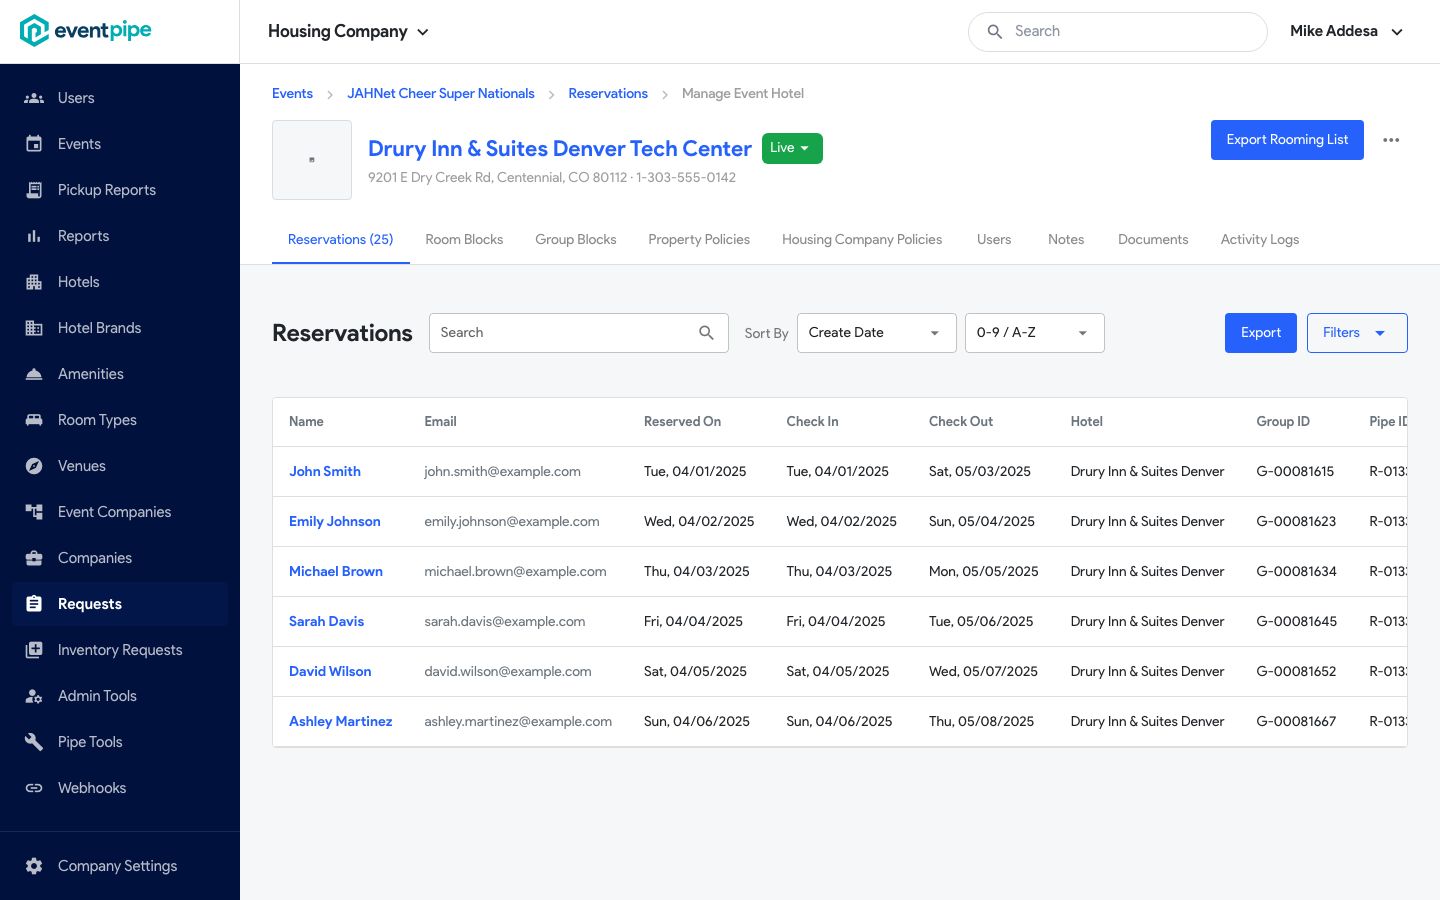 eventpipe
Housing Company
Search
Mike Addesa
Users
Events
Pickup Reports
Reports
Hotels
Hotel Brands
Amenities
Room Types
Venues
Event Companies
Companies
Requests
Inventory Requests
Admin Tools
Pipe Tools
Webhooks
Company Settings
Events > JAHNet Cheer Super Nationals > Reservations > Manage Event Hotel
Drury Inn & Suites Denver Tech Center Live
9201 E Dry Creek Rd, Centennial, CO 80112 · 1-303-555-0142
Export Rooming List
Reservations (25) Room Blocks Group Blocks Property Policies Housing Company Policies Users Notes Documents Activity Logs
Reservations Search Sort By Create Date 0-9 / A-Z Export Filters
Name Email Reserved On Check In Check Out Hotel Group ID Pipe ID
John Smith john.smith@example.com Tue, 04/01/2025 Tue, 04/01/2025 Sat, 05/03/2025 Drury Inn & Suites Denver G-00081615 R-013
Emily Johnson emily.johnson@example.com Wed, 04/02/2025 Wed, 04/02/2025 Sun, 05/04/2025 Drury Inn & Suites Denver G-00081623 R-013
Michael Brown michael.brown@example.com Thu, 04/03/2025 Thu, 04/03/2025 Mon, 05/05/2025 Drury Inn & Suites Denver G-00081634 R-013
Sarah Davis sarah.davis@example.com Fri, 04/04/2025 Fri, 04/04/2025 Tue, 05/06/2025 Drury Inn & Suites Denver G-00081645 R-013
David Wilson david.wilson@example.com Sat, 04/05/2025 Sat, 04/05/2025 Wed, 05/07/2025 Drury Inn & Suites Denver G-00081652 R-013
Ashley Martinez ashley.martinez@example.com Sun, 04/06/2025 Sun, 04/06/2025 Thu, 05/08/2025 Drury Inn & Suites Denver G-00081667 R-013